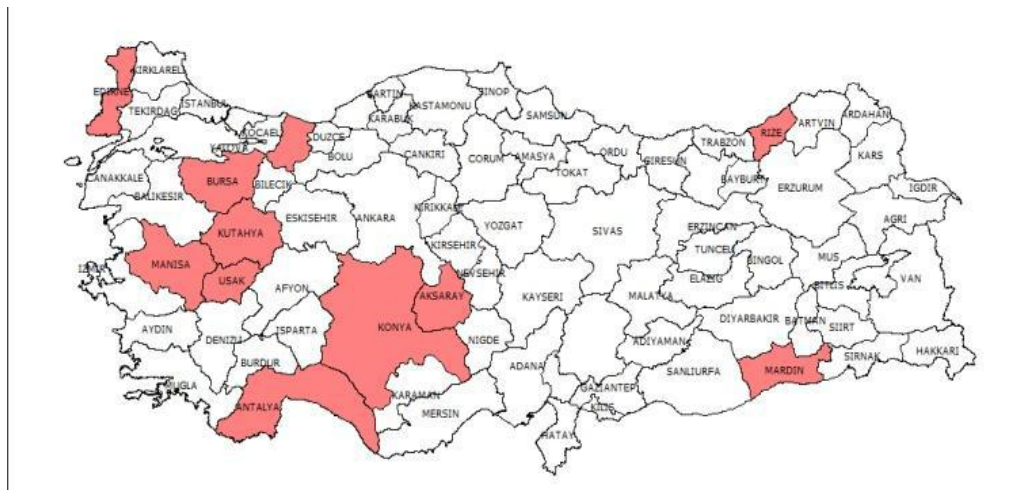 KIRKLARELI
EDIRNE
TEKIRDAG
ISTANBUL
KOCAEL
YALOVA
DUZCE
BOLU
BARTIN
KARABUK
KASTAMONU
SINOP
CANKIRI
SAMSUN
CORUM
AMASYA
TOKAT
ORDU
GIRESUN
TRABZON
RIZE
ARTVIN
ARDAHAN
KARS
BAYBURT
ERZURUM
IGDIR
AGRI
CANAKKALE
BALIKESIR
BURSA
BILECIK
ESKISEHIR
ANKARA
KIRIKKALE
YOZGAT
SIVAS
ERZINCAN
KUTAHYA
KIRSEHIR
NEVSEHIR
TUNCEL
BINGOL
MUS
IZMIR
MANISA
USAK
AFYON
AKSARAY
KAYSERI
MALATYA
ELAZIG
BITLIS
VAN
AYDIN
DENIZLI
ISPARTA
KONYA
NIGDE
ADIYAMAN
DIYARBAKIR
BATMAN
SIIRT
SIRNAK
HAKKARI
BURDUR
MUGLA
ANTALYA
KARAMAN
MERSIN
ADANA
GAZIANTEP
KILIS
HATAY
SANLIURFA
MARDIN